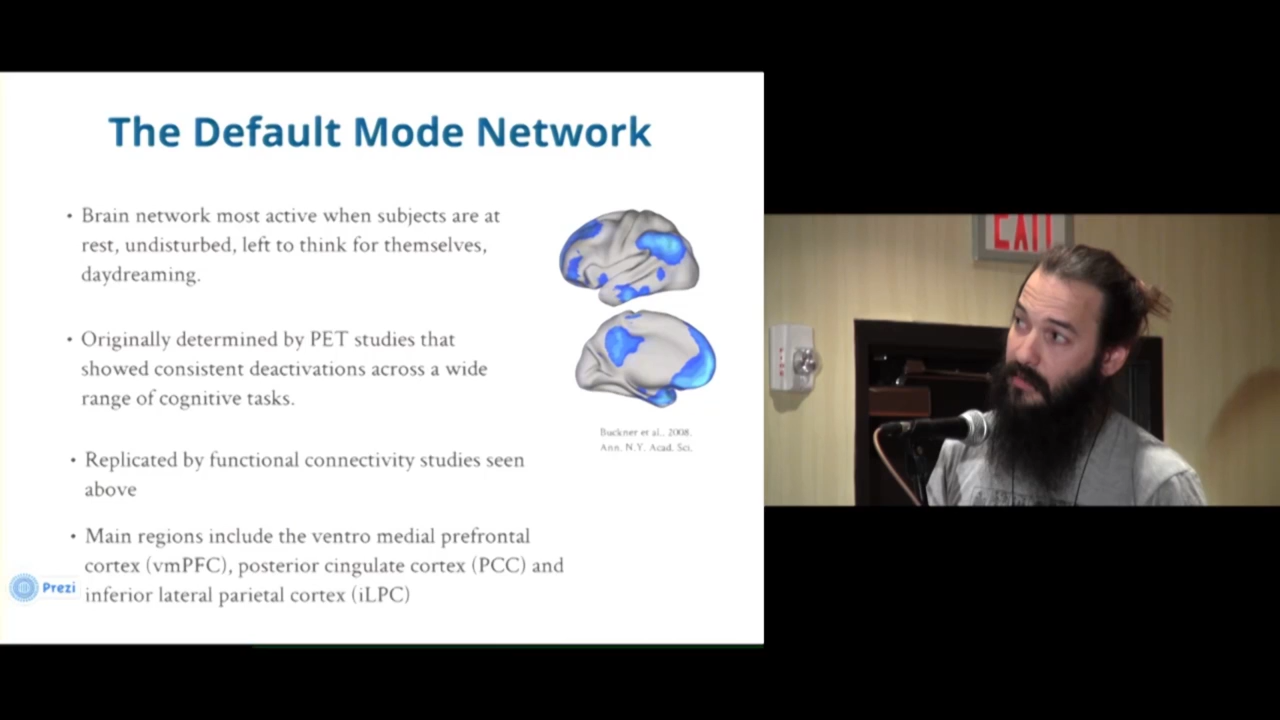 The Default Mode Network
• Brain network most active when subjects are at
rest, undisturbed, left to think for themselves,
daydreaming.
• Originally determined by PET studies that
showed consistent deactivations across a wide
range of cognitive tasks.
Buckner et al., 2008.
Ann. N.Y. Acad. Sci.
• Replicated by functional connectivity studies seen
above
• Main regions include the ventro medial prefrontal
cortex (vmPFC), posterior cingulate cortex (PCC) and
inferior lateral parietal cortex (iLPC)
Prezi
EXIT